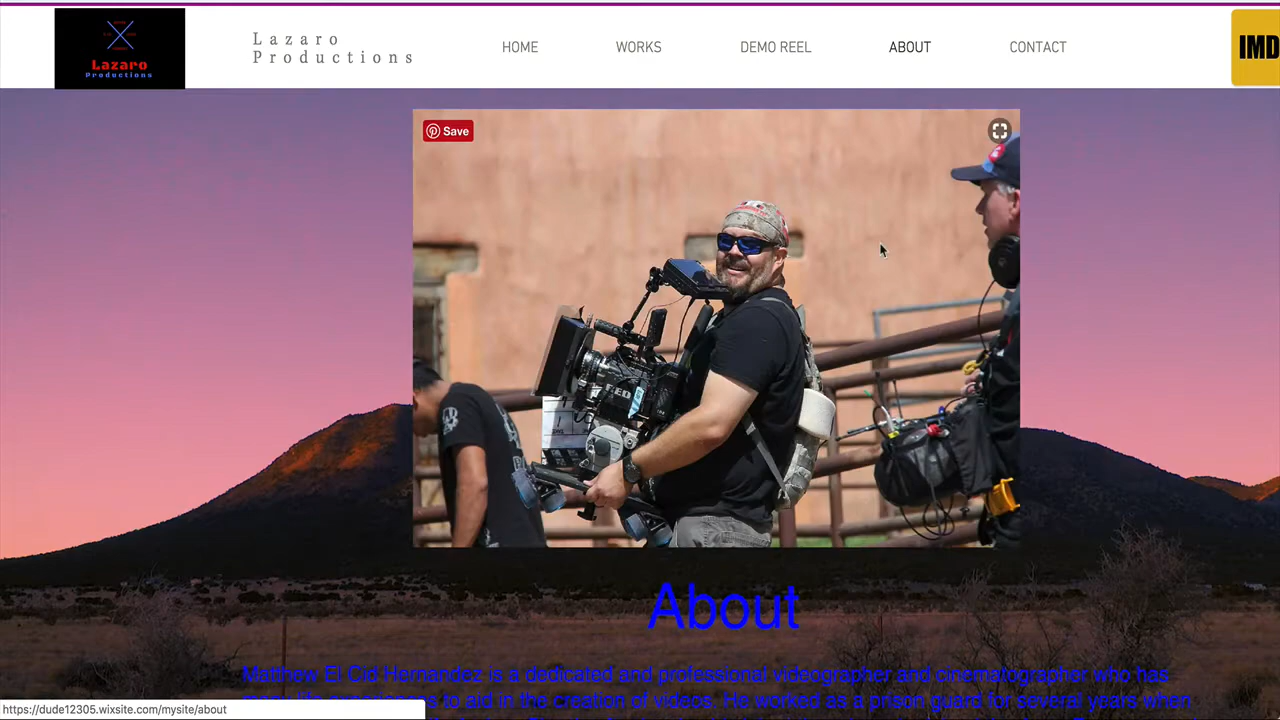 Lazaro
Productions
Lazaro
Productions
HOME
WORKS
DEMO REEL
ABOUT
CONTACT
IMD
Save
About
Matthew El Cid Hernandez is a dedicated and professional videographer and cinematographer who has
to aid in the creation of videos. He worked as a prison guard for several years when
https://dude12305.wixsite.com/mysite/about